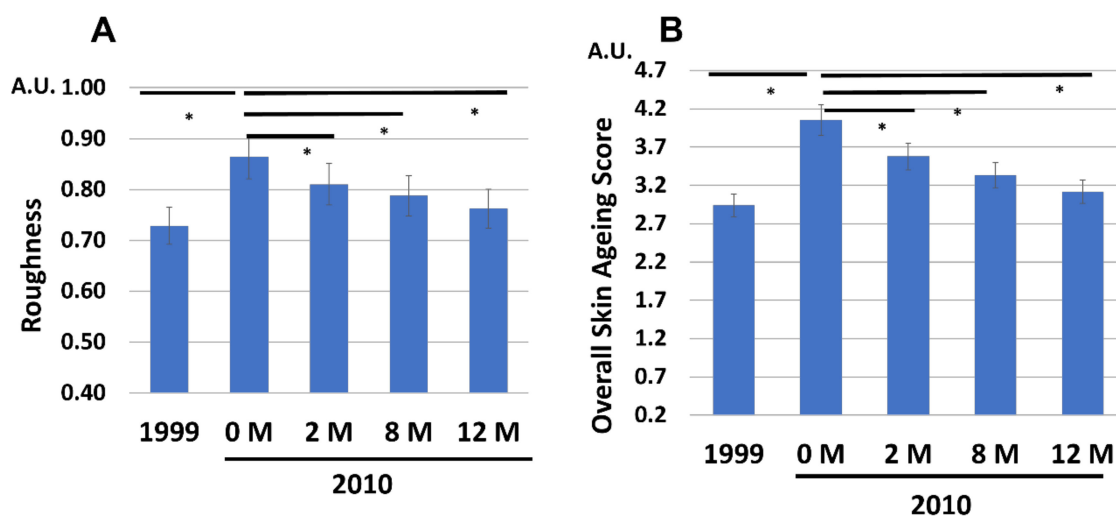 A
A.U.
1.00
0.90
0.80
0.70
0.60
0.50
0.40
Roughness
*
*
*
*
1999
0 M
2 M
8 M
12 M
2010
B
A.U.
4.7
4.2
3.7
3.2
2.7
2.2
1.7
1.2
0.7
0.2
Overall Skin Ageing Score
*
*
*
*
1999
0 M
2 M
8 M
12 M
2010